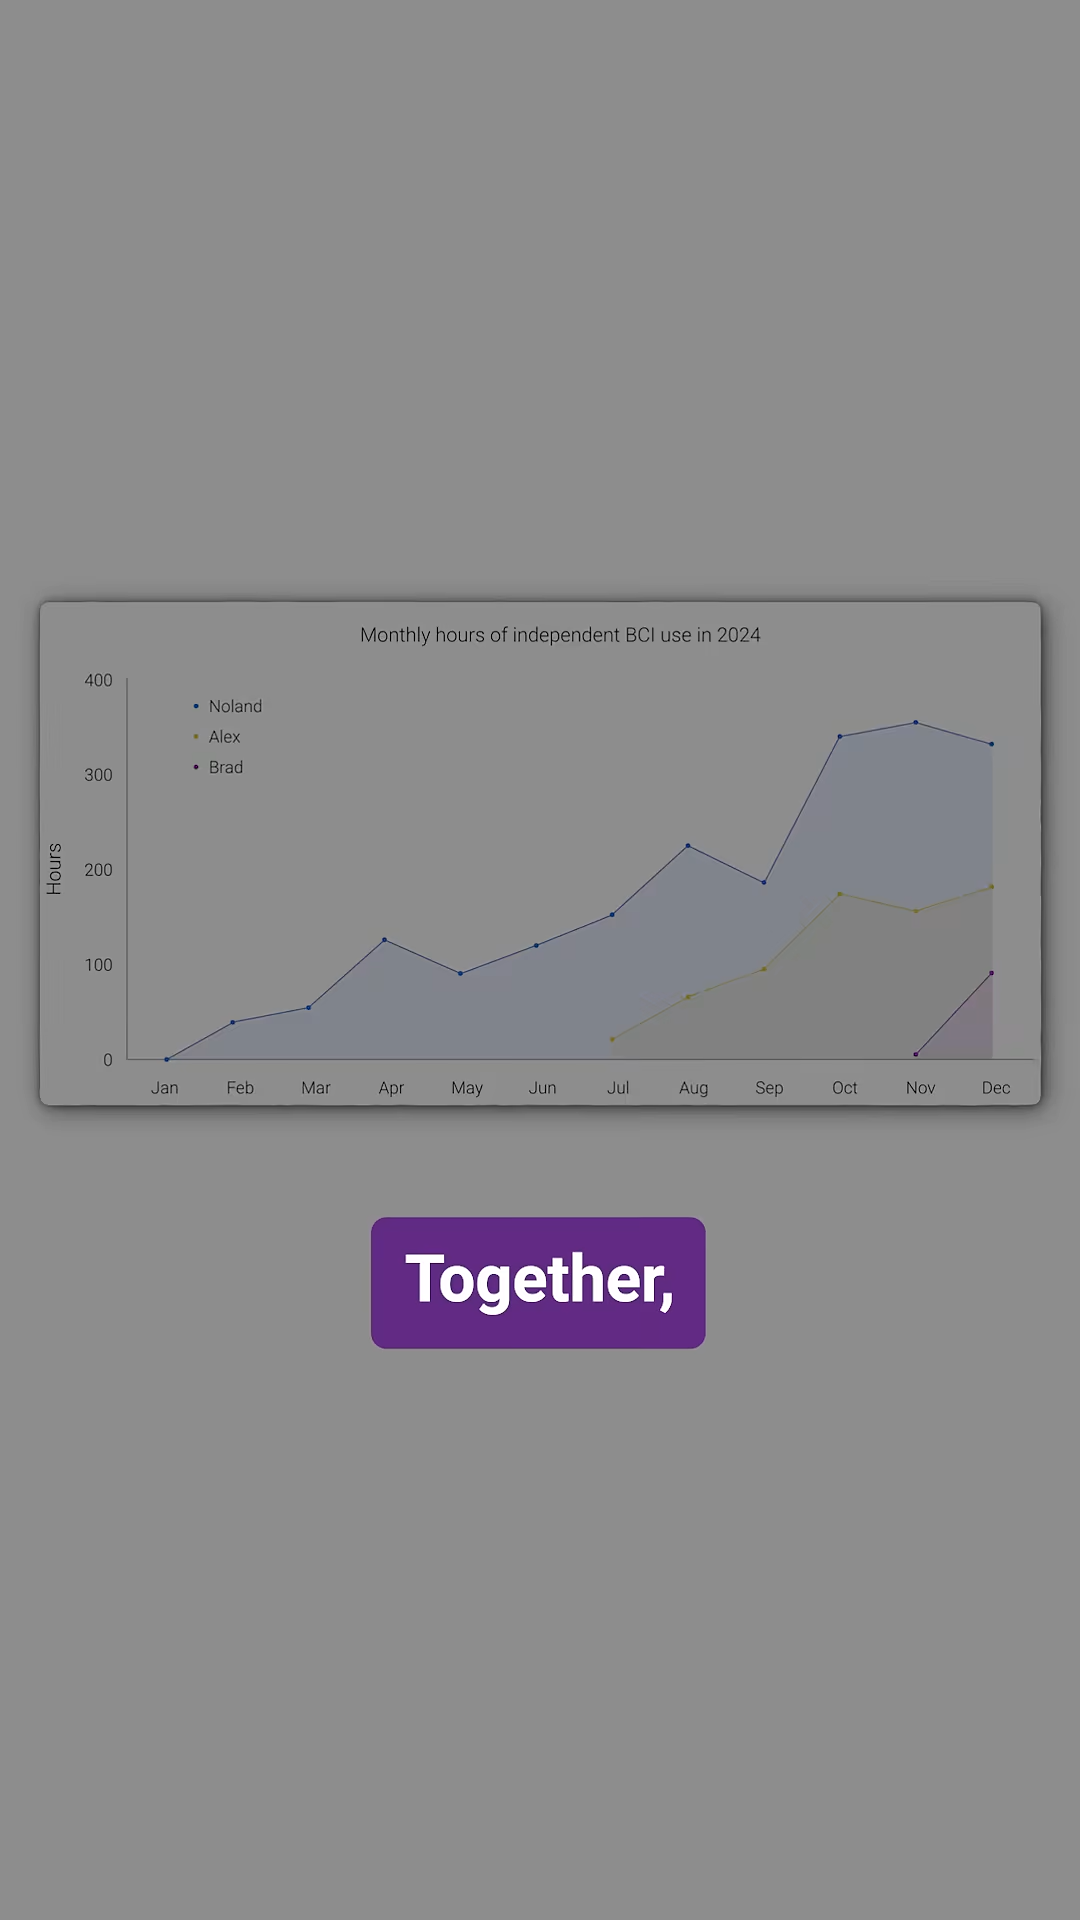 Monthly hours of independent BCI use in 2024
400
300
200
100
0
Hours
Noland
Alex
Brad
Jan Feb Mar Apr May Jun Jul Aug Sep Oct Nov Dec
Together,